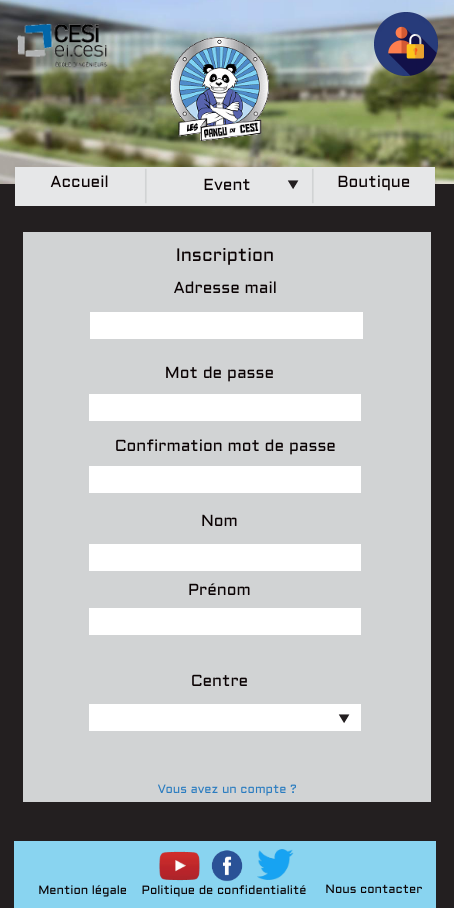 CESi
ei.cesi
ÉCOLE D'INGÉNIEURS
LES PANGU DU CESI
Accueil
Event
Boutique
Inscription
Adresse mail
Mot de passe
Confirmation mot de passe
Nom
Prénom
Centre
Vous avez un compte ?
Mention légale
Politique de confidentialité
Nous contacter